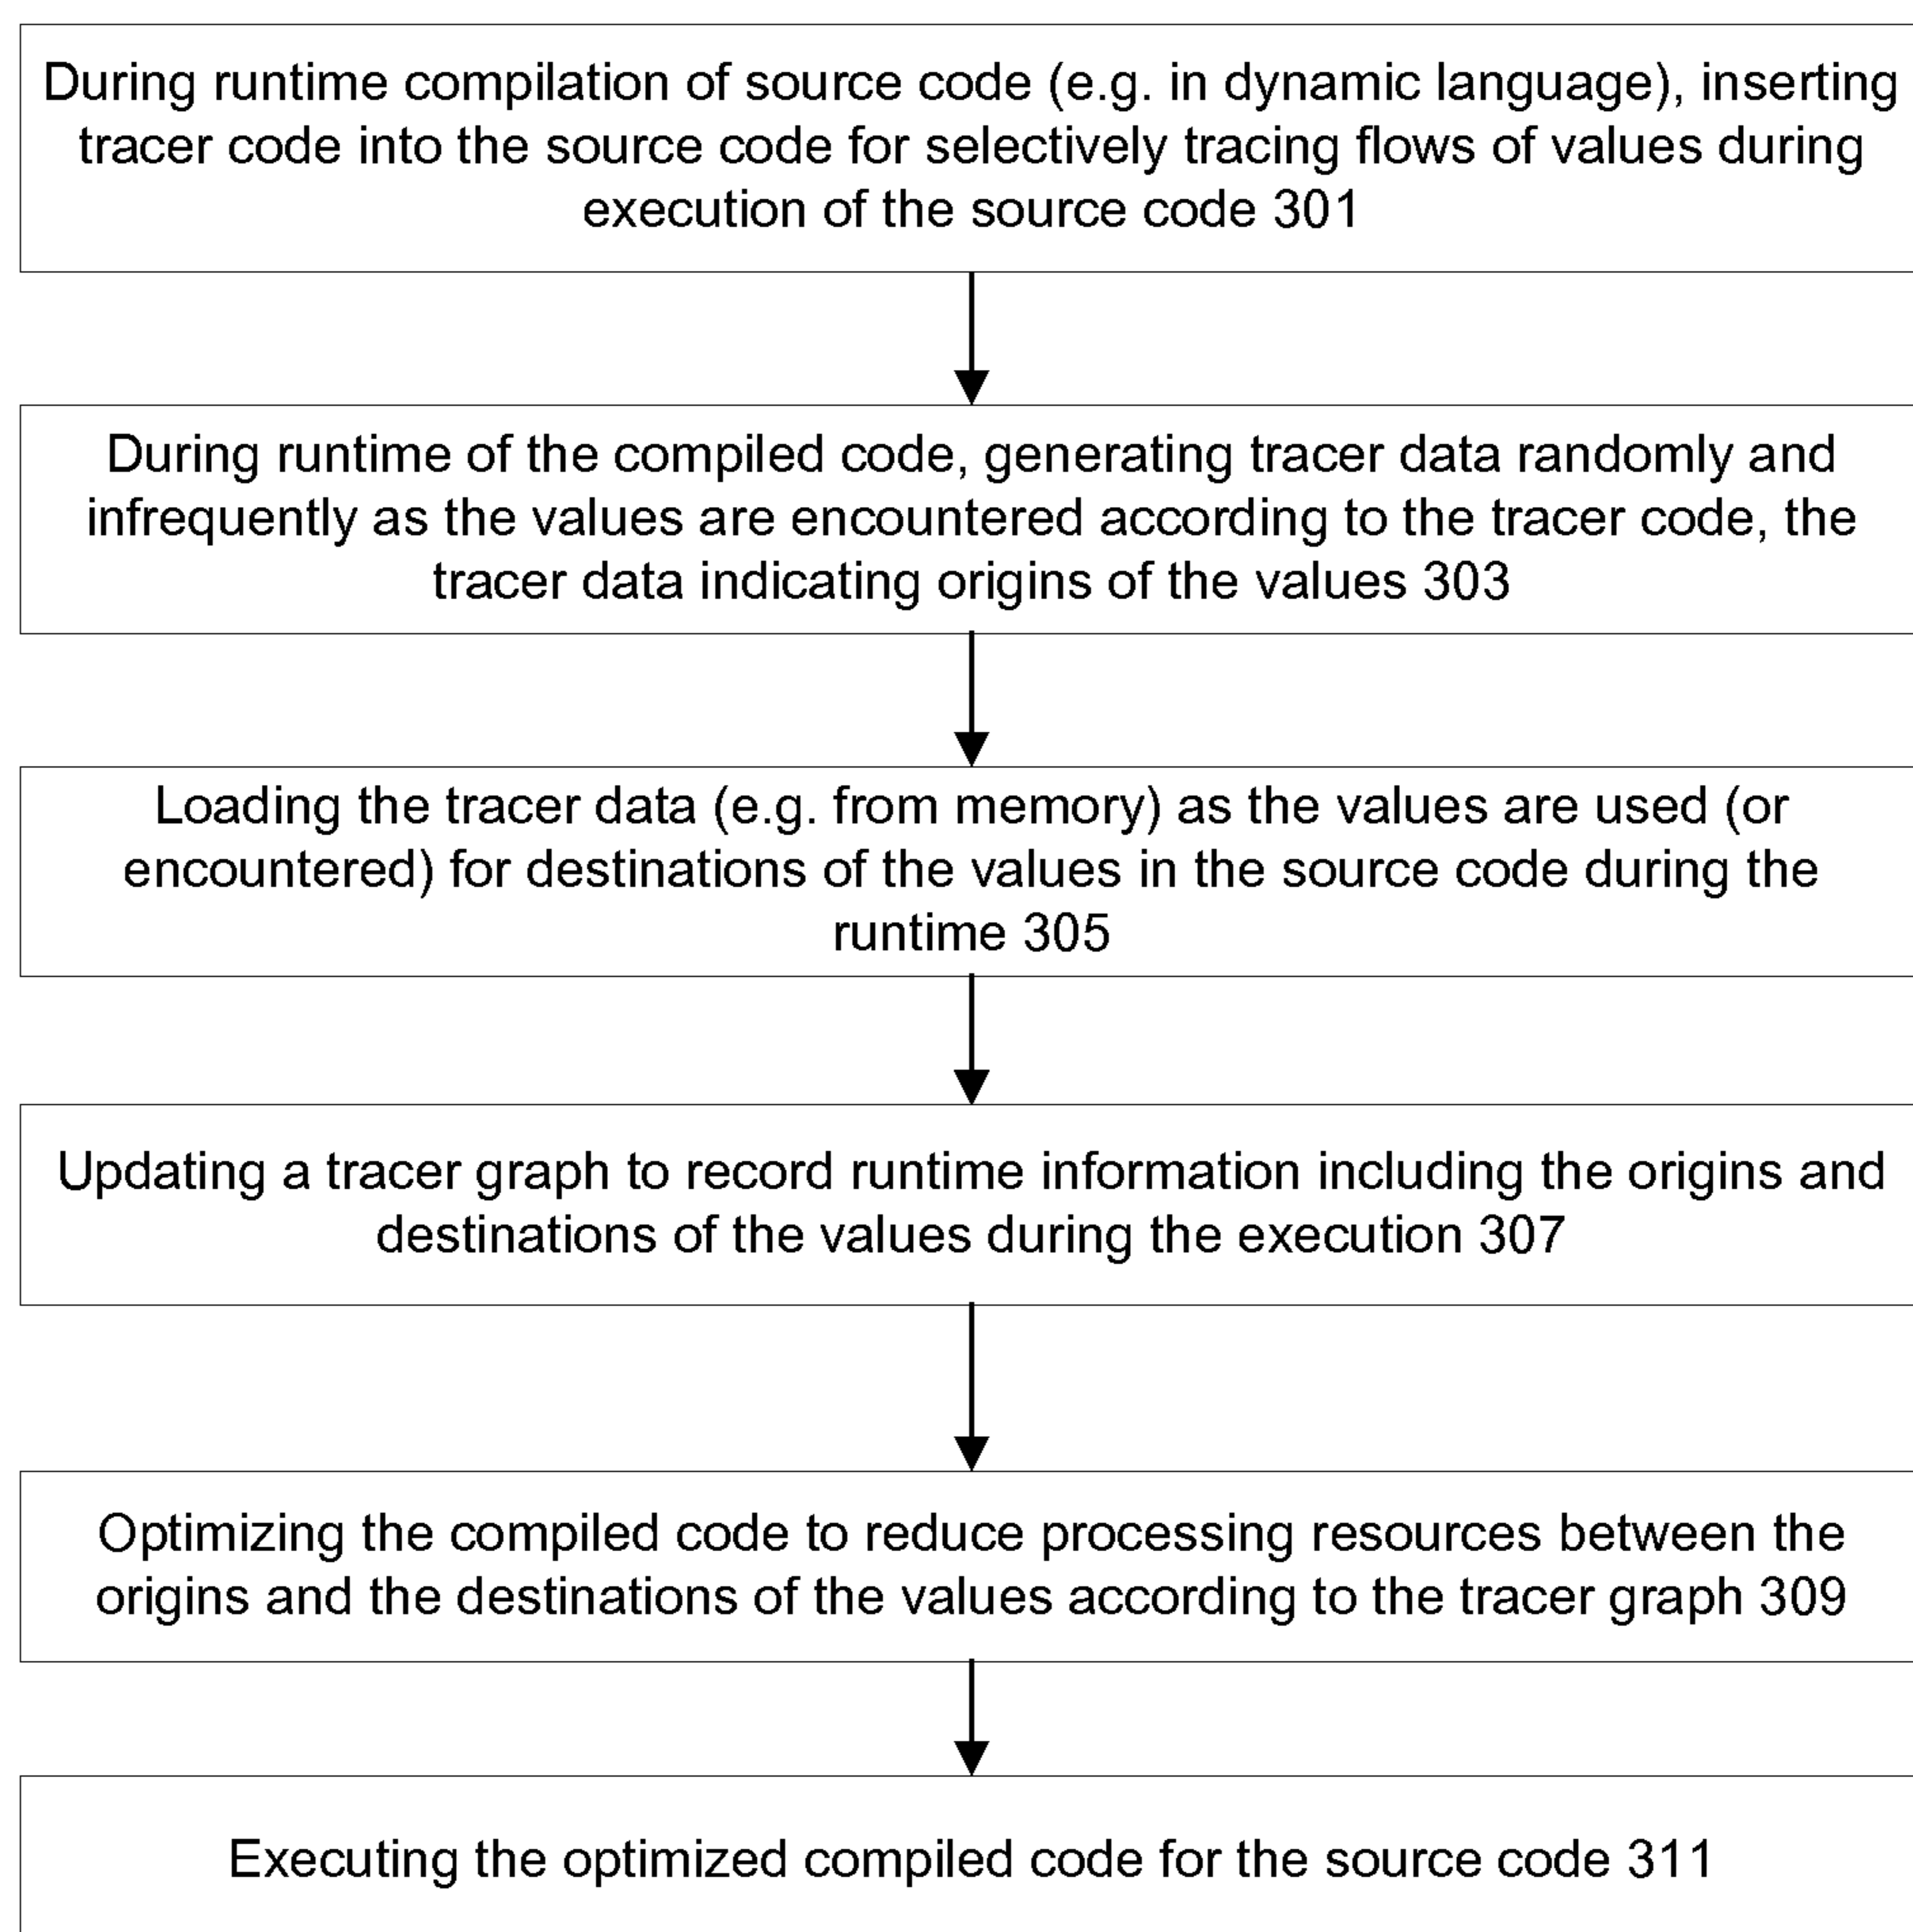 During runtime compilation of source code (e.g. in dynamic language), inserting
tracer code into the source code for selectively tracing flows of values during
execution of the source code 301
During runtime of the compiled code, generating tracer data randomly and
infrequently as the values are encountered according to the tracer code, the
tracer data indicating origins of the values 303
Loading the tracer data (e.g. from memory) as the values are used (or
encountered) for destinations of the values in the source code during the
runtime 305
Updating a tracer graph to record runtime information including the origins and
destinations of the values during the execution 307
Optimizing the compiled code to reduce processing resources between the
origins and the destinations of the values according to the tracer graph 309
Executing the optimized compiled code for the source code 311